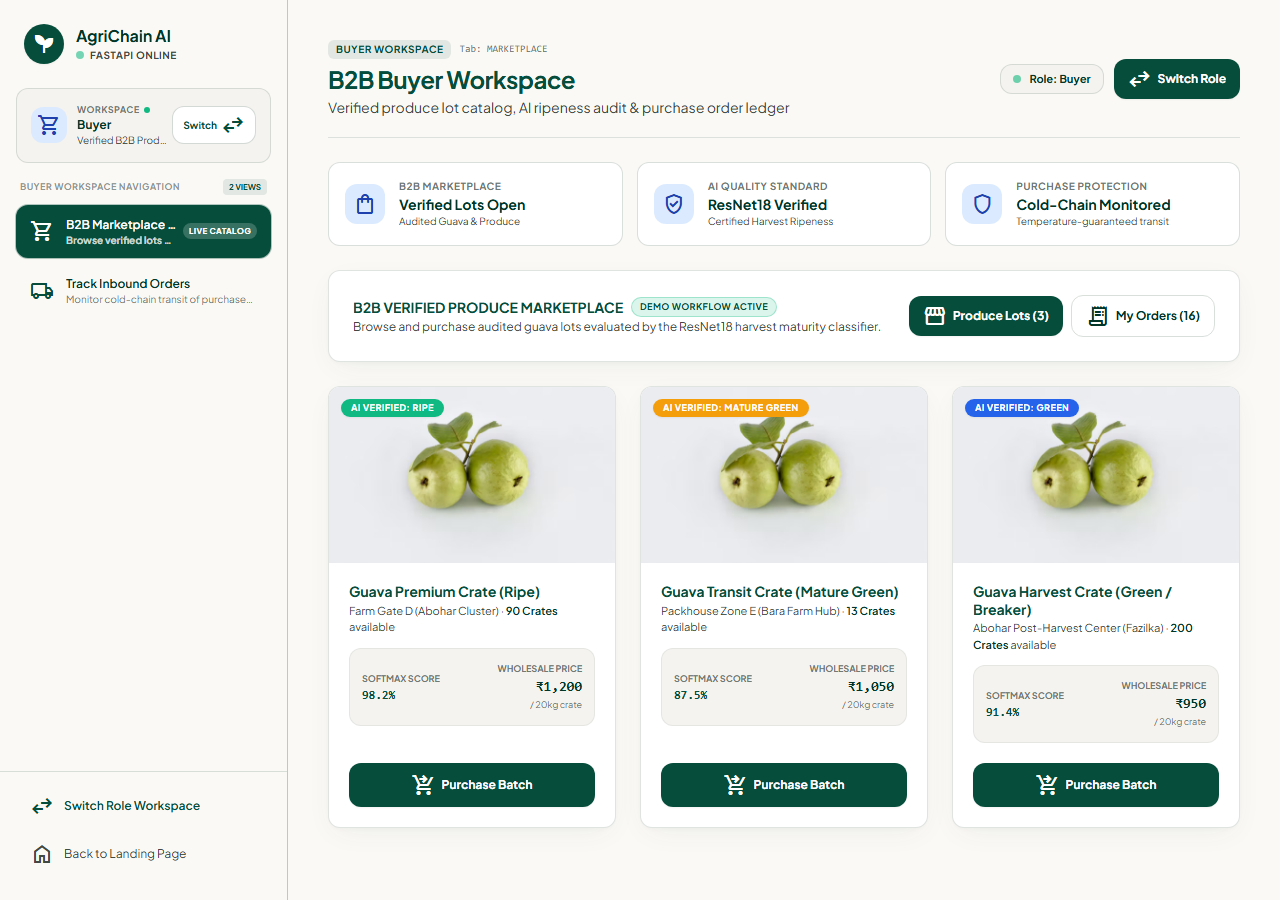 AgriChain AI
FASTAPI ONLINE
WORKSPACE
Buyer
Verified B2B Prod...
Switch
BUYER WORKSPACE NAVIGATION
2 VIEWS
B2B Marketplace ...
Browse verified lots ...
LIVE CATALOG
Track Inbound Orders
Monitor cold-chain transit of purchase...
Switch Role Workspace
Back to Landing Page
BUYER WORKSPACE
Tab: MARKETPLACE
B2B Buyer Workspace
Verified produce lot catalog, AI ripeness audit & purchase order ledger
Role: Buyer
Switch Role
B2B MARKETPLACE
Verified Lots Open
Audited Guava & Produce
AI QUALITY STANDARD
ResNet18 Verified
Certified Harvest Ripeness
PURCHASE PROTECTION
Cold-Chain Monitored
Temperature-guaranteed transit
B2B VERIFIED PRODUCE MARKETPLACE
DEMO WORKFLOW ACTIVE
Browse and purchase audited guava lots evaluated by the ResNet18 harvest maturity classifier.
Produce Lots (3)
My Orders (16)
AI VERIFIED: RIPE
Guava Premium Crate (Ripe)
Farm Gate D (Abohar Cluster) · 90 Crates
available
SOFTMAX SCORE
98.2%
WHOLESALE PRICE
₹1,200
/ 20kg crate
Purchase Batch
AI VERIFIED: MATURE GREEN
Guava Transit Crate (Mature Green)
Packhouse Zone E (Bara Farm Hub) · 13 Crates
available
SOFTMAX SCORE
87.5%
WHOLESALE PRICE
₹1,050
/ 20kg crate
Purchase Batch
AI VERIFIED: GREEN
Guava Harvest Crate (Green /
Breaker)
Abohar Post-Harvest Center (Fazilka) · 200
Crates available
SOFTMAX SCORE
91.4%
WHOLESALE PRICE
₹950
/ 20kg crate
Purchase Batch